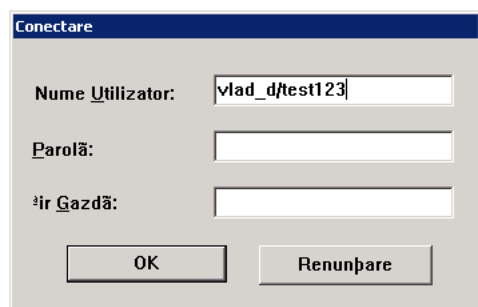 Conectare
Nume Utilizator: vlad_d/test123
Parolã:
ªir Gazdã:
OK Renunþare